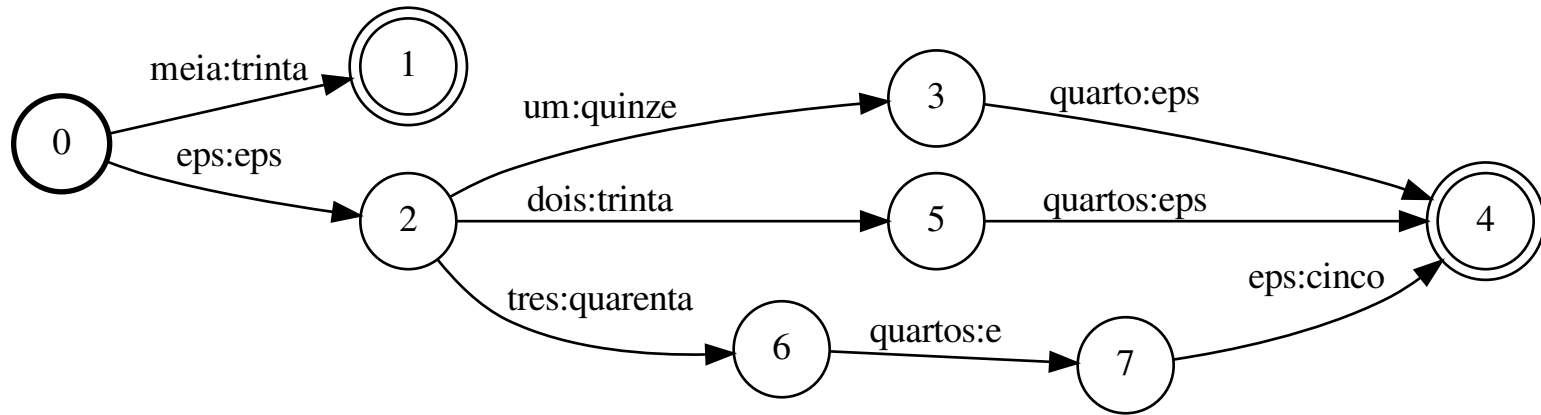 meia:trinta
1
0
eps:eps
2
um:quinze
3
quarto:eps
dois:trinta
5
quartos:eps
4
tres:quarenta
6
quartos:e
7
eps:cinco